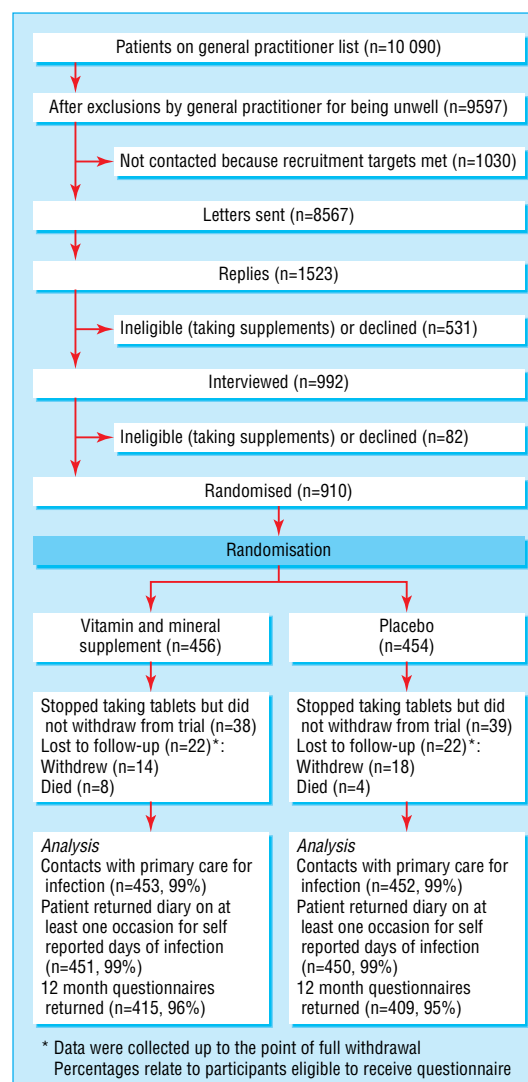 Patients on general practitioner list (n=10 090)
After exclusions by general practitioner for being unwell (n=9597)
Not contacted because recruitment targets met (n=1030)
Letters sent (n=8567)
Replies (n=1523)
Ineligible (taking supplements) or declined (n=531)
Interviewed (n=992)
Ineligible (taking supplements) or declined (n=82)
Randomised (n=910)
Randomisation
Vitamin and mineral
supplement (n=456)
Placebo
(n=454)
Stopped taking tablets but did
not withdraw from trial (n=38)
Lost to follow-up (n=22)*:
Withdrew (n=14)
Died (n=8)
Stopped taking tablets but did
not withdraw from trial (n=39)
Lost to follow-up (n=22)*:
Withdrew (n=18)
Died (n=4)
Analysis
Contacts with primary care for
infection (n=453, 99%)
Patient returned diary on at
least one occasion for self
reported days of infection
(n=451, 99%)
12 month questionnaires
returned (n=415, 96%)
Analysis
Contacts with primary care for
infection (n=452, 99%)
Patient returned diary on at
least one occasion for self
reported days of infection
(n=450, 99%)
12 month questionnaires
returned (n=409, 95%)
* Data were collected up to the point of full withdrawal
Percentages relate to participants eligible to receive questionnaire